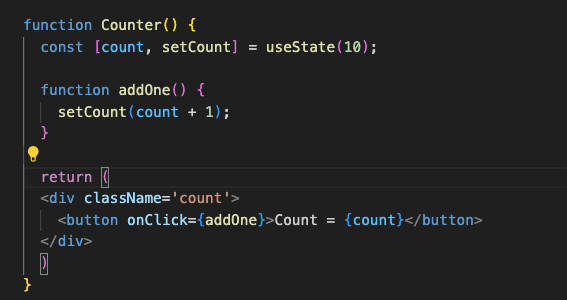 function Counter() {
  const [count, setCount] = useState(10);

  function addOne() {
    setCount(count + 1);
  }

  return (
  <div className='count'>
    <button onClick={addOne}>Count = {count}</button>
  </div>
  )
}